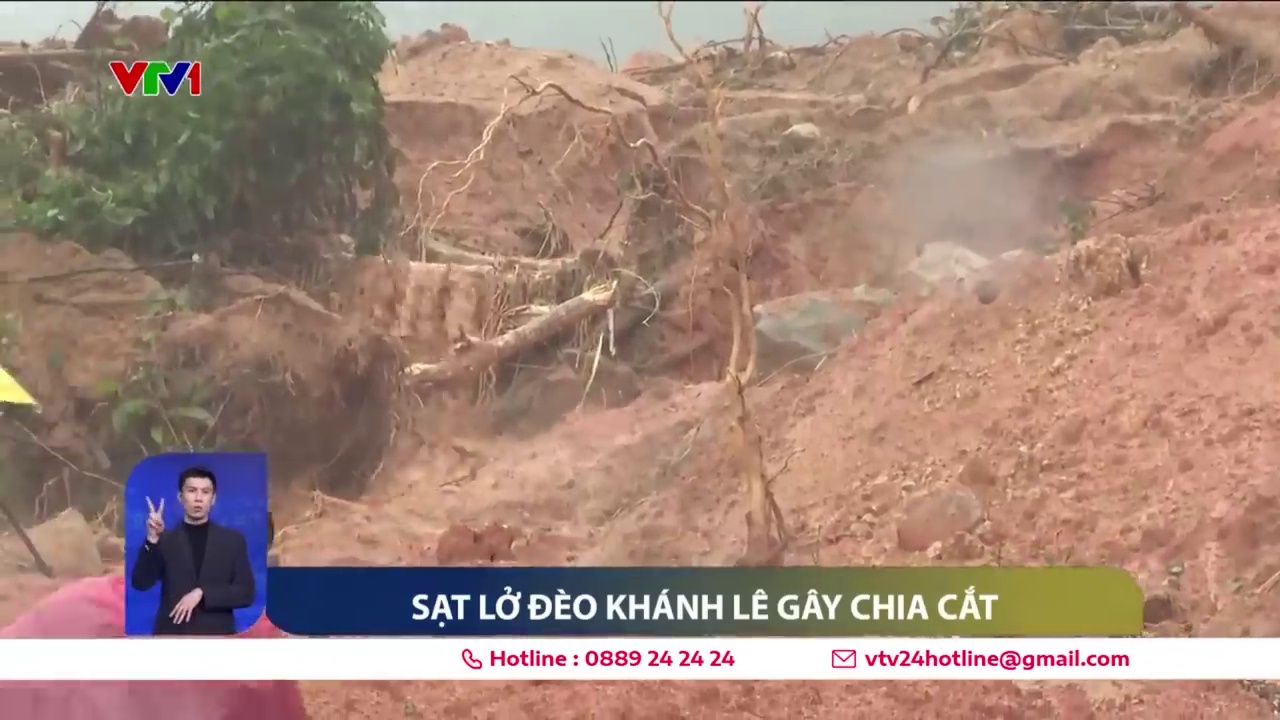 VTV1
SẠT LỞ ĐÈO KHÁNH LÊ GÂY CHIA CẮT
Hotline : 0889 24 24 24
vtv24hotline@gmail.com